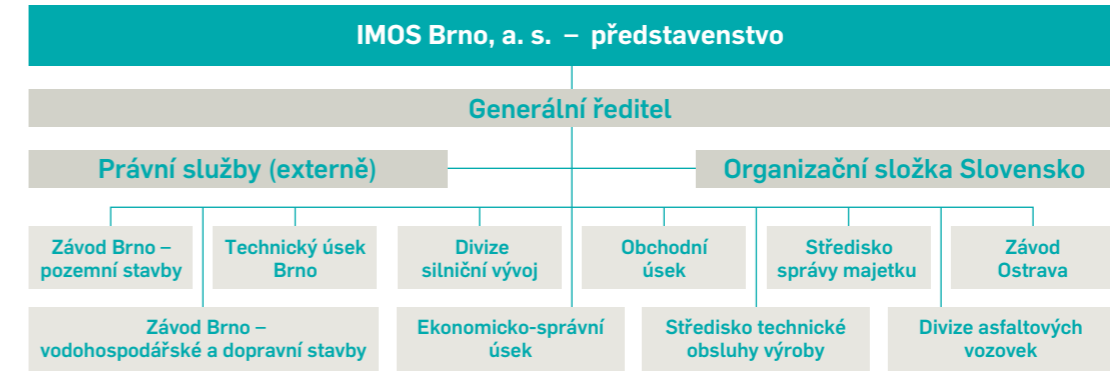 IMOS Brno, a. s. – představenstvo
Generální ředitel
Právní služby (externě)
Organizační složka Slovensko
Závod Brno –
pozemní stavby
Technický úsek
Brno
Divize
silniční vývoj
Obchodní
úsek
Středisko
správy majetku
Závod
Ostrava
Závod Brno –
vodohospodářské a dopravní stavby
Ekonomicko-správní
úsek
Středisko technické
obsluhy výroby
Divize asfaltových
vozovek